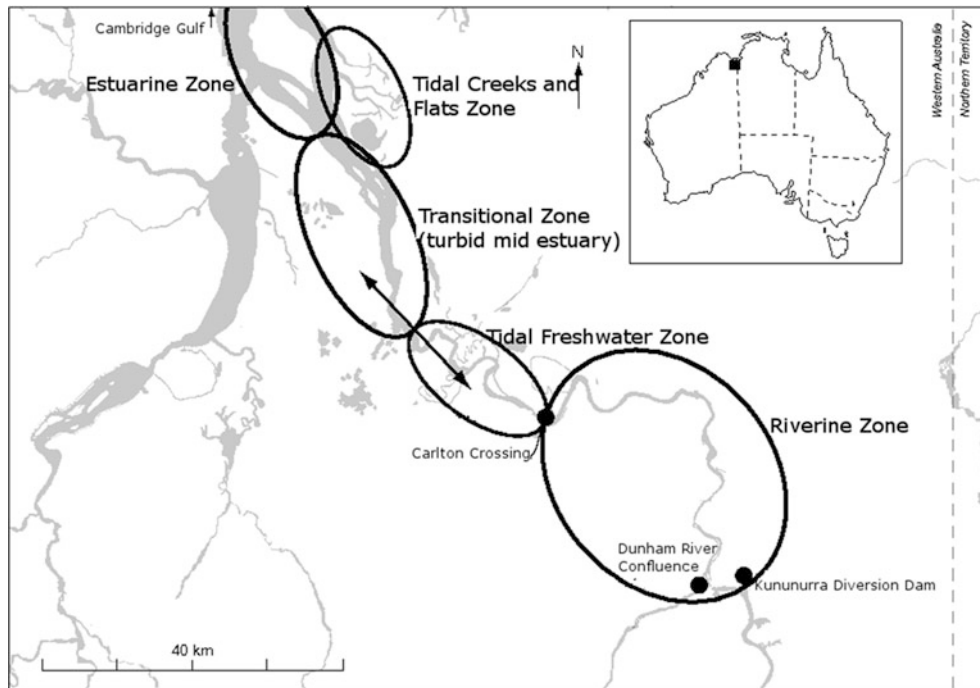 Cambridge Gulf
Estuarine Zone
Tidal Creeks and
Flats Zone
N
Western Australia
Northern Territory
Transitional Zone
(turbid mid estuary)
Tidal Freshwater Zone
Riverine Zone
Carlton Crossing
Dunham River
Confluence
Kununurra Diversion Dam
40 km